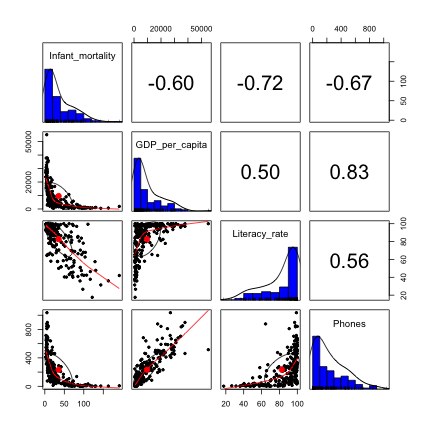 0 20000 50000
0 400 800
Infant_mortality
-0.60
-0.72
-0.67
0 50 100
0 20000 50000
GDP_per_capita
0.50
0.83
Literacy_rate
0.56
20 40 60 80 100
0 200 400 800
Phones
0 50 100
20 40 60 80 100